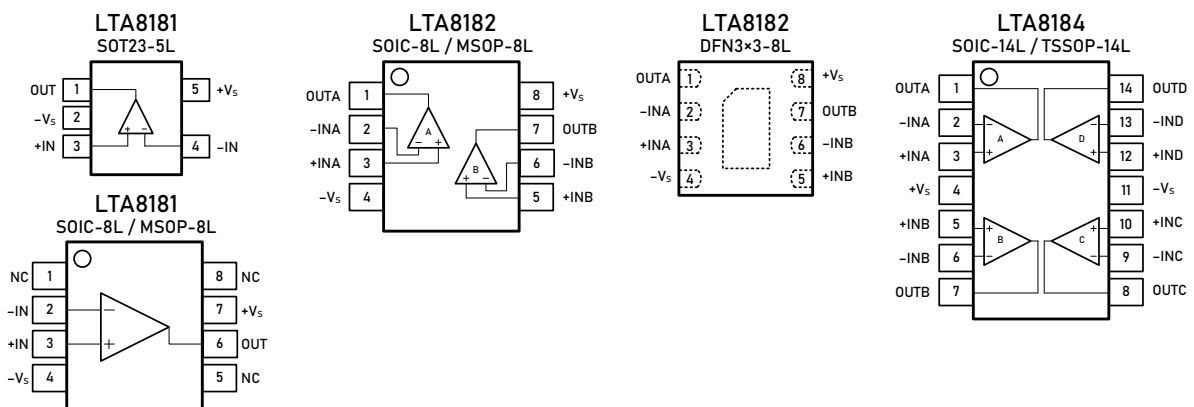 LTA8181
SOT23-5L
OUT 1 5 +Vs
−Vs 2
+IN 3 4 −IN
+ −
LTA8181
SOIC-8L / MSOP-8L
NC 1 8 NC
−IN 2 − 7 +Vs
+IN 3 + 6 OUT
−Vs 4 5 NC
LTA8182
SOIC-8L / MSOP-8L
OUTA 1 8 +Vs
−INA 2 A 7 OUTB
− +
+INA 3 B 6 −INB
+ −
−Vs 4 5 +INB
LTA8182
DFN3×3-8L
OUTA 1 8 +Vs
−INA 2 7 OUTB
+INA 3 6 −INB
−Vs 4 5 +INB
LTA8184
SOIC-14L / TSSOP-14L
OUTA 1 14 OUTD
−INA 2 − − 13 −IND
A D
+INA 3 + + 12 +IND
+Vs 4 11 −Vs
+INB 5 + + 10 +INC
B C
−INB 6 − − 9 −INC
OUTB 7 8 OUTC